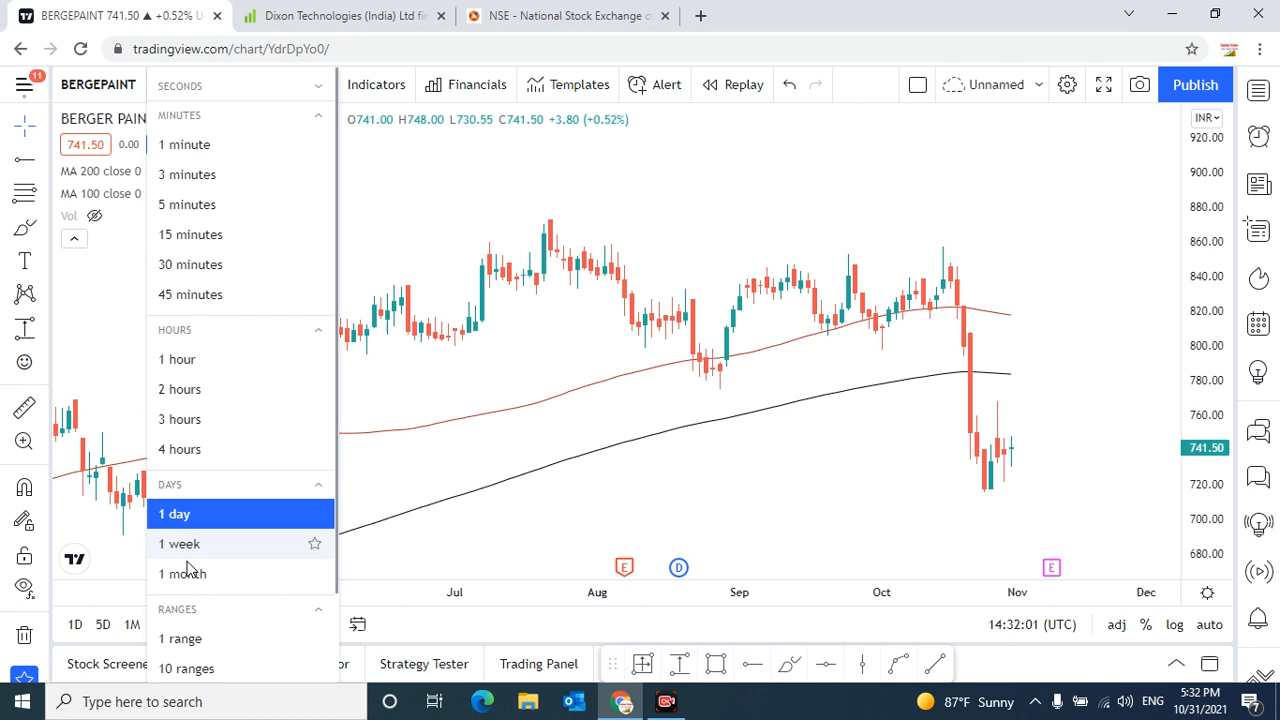 BERGEPAINT 741.50 ▲ +0.52% U
Dixon Technologies (India) Ltd fin
NSE - National Stock Exchange o
tradingview.com/chart/YdrDpYo0/
11
BERGEPAINT
Indicators
Financials
Templates
Alert
Replay
Unnamed
Publish
BERGER PAIN
O741.00 H748.00 L730.55 C741.50 +3.80 (+0.52%)
INR
741.50
0.00
MA 200 close 0
MA 100 close 0
Vol
SECONDS
MINUTES
1 minute
3 minutes
5 minutes
15 minutes
30 minutes
45 minutes
HOURS
1 hour
2 hours
3 hours
4 hours
DAYS
1 day
1 week
1 month
RANGES
1 range
10 ranges
920.00
900.00
880.00
860.00
840.00
820.00
800.00
780.00
760.00
741.50
720.00
700.00
680.00
E
D
E
Jul
Aug
Sep
Oct
Nov
Dec
1D
5D
1M
14:32:01 (UTC)
adj
%
log
auto
Stock Screene
or
Strategy Tester
Trading Panel
Type here to search
87°F Sunny
ENG
5:32 PM
10/31/2021
7